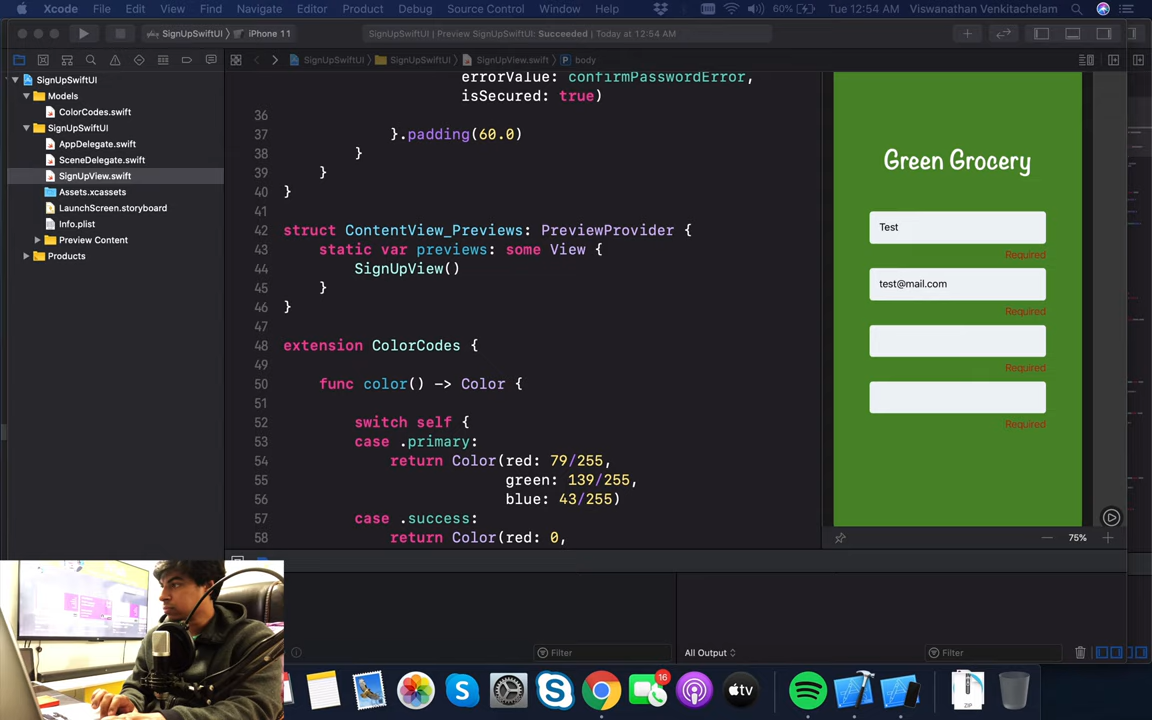 Xcode File Edit View Find Navigate Editor Product Debug Source Control Window Help 60% Tue 12:54 AM Viswanathan Venkitachelam
SignUpSwiftUI iPhone 11 SignUpSwiftUI | Preview SignUpSwiftUI: Succeeded | Today at 12:54 AM
SignUpSwiftUI SignUpSwiftUI SignUpView.swift body
SignUpSwiftUI
Models
ColorCodes.swift
SignUpSwiftUI
AppDelegate.swift
SceneDelegate.swift
SignUpView.swift
Assets.xcassets
LaunchScreen.storyboard
Info.plist
Preview Content
Products
errorValue: confirmPasswordError,
isSecured: true)
36
37 }.padding(60.0)
38 }
39 }
40 }
41
42 struct ContentView_Previews: PreviewProvider {
43 static var previews: some View {
44 SignUpView()
45 }
46 }
47
48 extension ColorCodes {
49
50 func color() -> Color {
51
52 switch self {
53 case .primary:
54 return Color(red: 79/255,
55 green: 139/255,
56 blue: 43/255)
57 case .success:
58 return Color(red: 0,
Green Grocery
Test
Required
test@mail.com
Required
Required
Required
75%
Filter
All Output
Filter
16
tv
ZIP